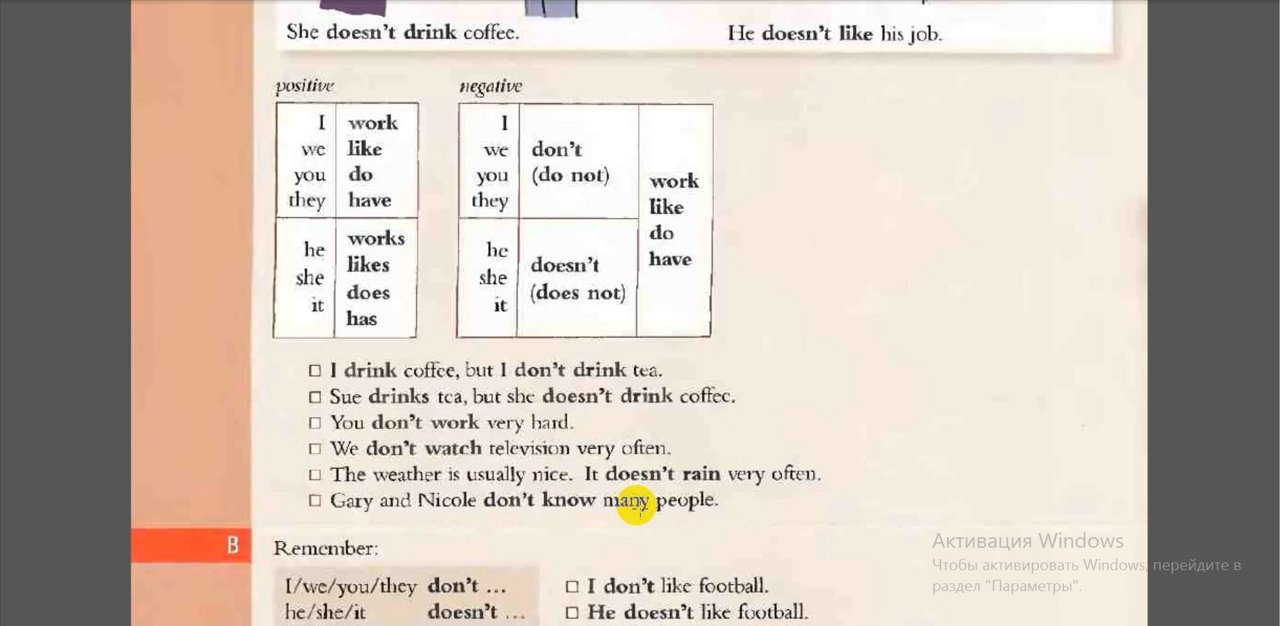 She doesn't drink coffee.
He doesn't like his job.
positive
negative
I work
we like
you do
they have
he works
she likes
it does
has
I
we don't
you (do not)
they
he
she doesn't
it (does not)
work
like
do
have
□ I drink coffee, but I don't drink tea.
□ Sue drinks tea, but she doesn't drink coffee.
□ You don't work very hard.
□ We don't watch television very often.
□ The weather is usually nice. It doesn't rain very often.
□ Gary and Nicole don't know many people.
B
Remember:
I/we/you/they don't ...
he/she/it doesn't ...
□ I don't like football.
□ He doesn't like football.
Активация Windows
Чтобы активировать Windows, перейдите в
раздел "Параметры".